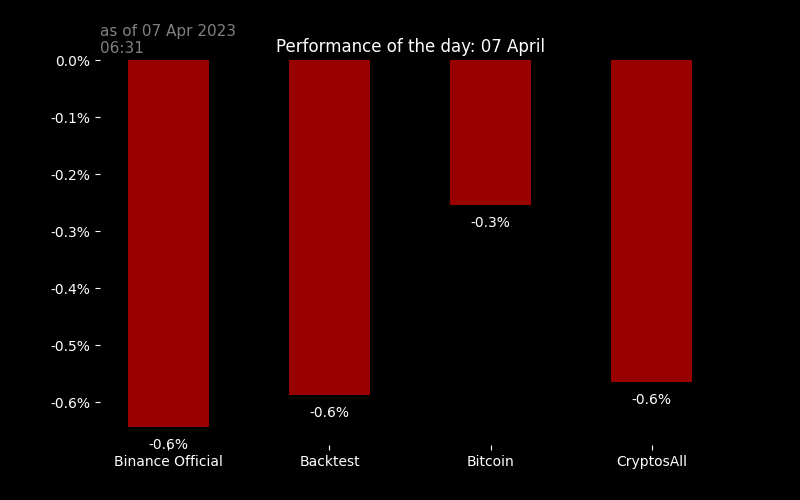 as of 07 Apr 2023
06:31
Performance of the day: 07 April
0.0%
-0.1%
-0.2%
-0.3%
-0.4%
-0.5%
-0.6%
-0.6%
-0.6%
-0.3%
-0.6%
Binance Official
Backtest
Bitcoin
CryptosAll